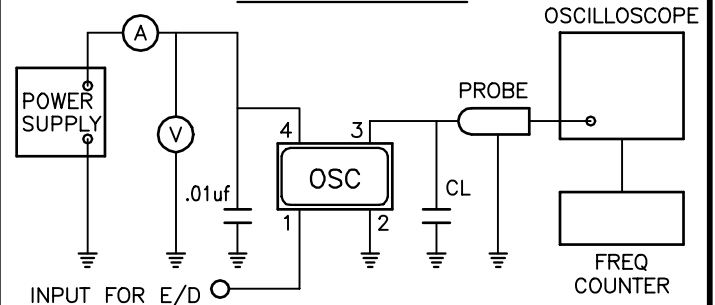 OSCILLOSCOPE
A
PROBE
POWER
SUPPLY
V
4
3
OSC
.01uf
CL
1
2
FREQ
COUNTER
INPUT FOR E/D